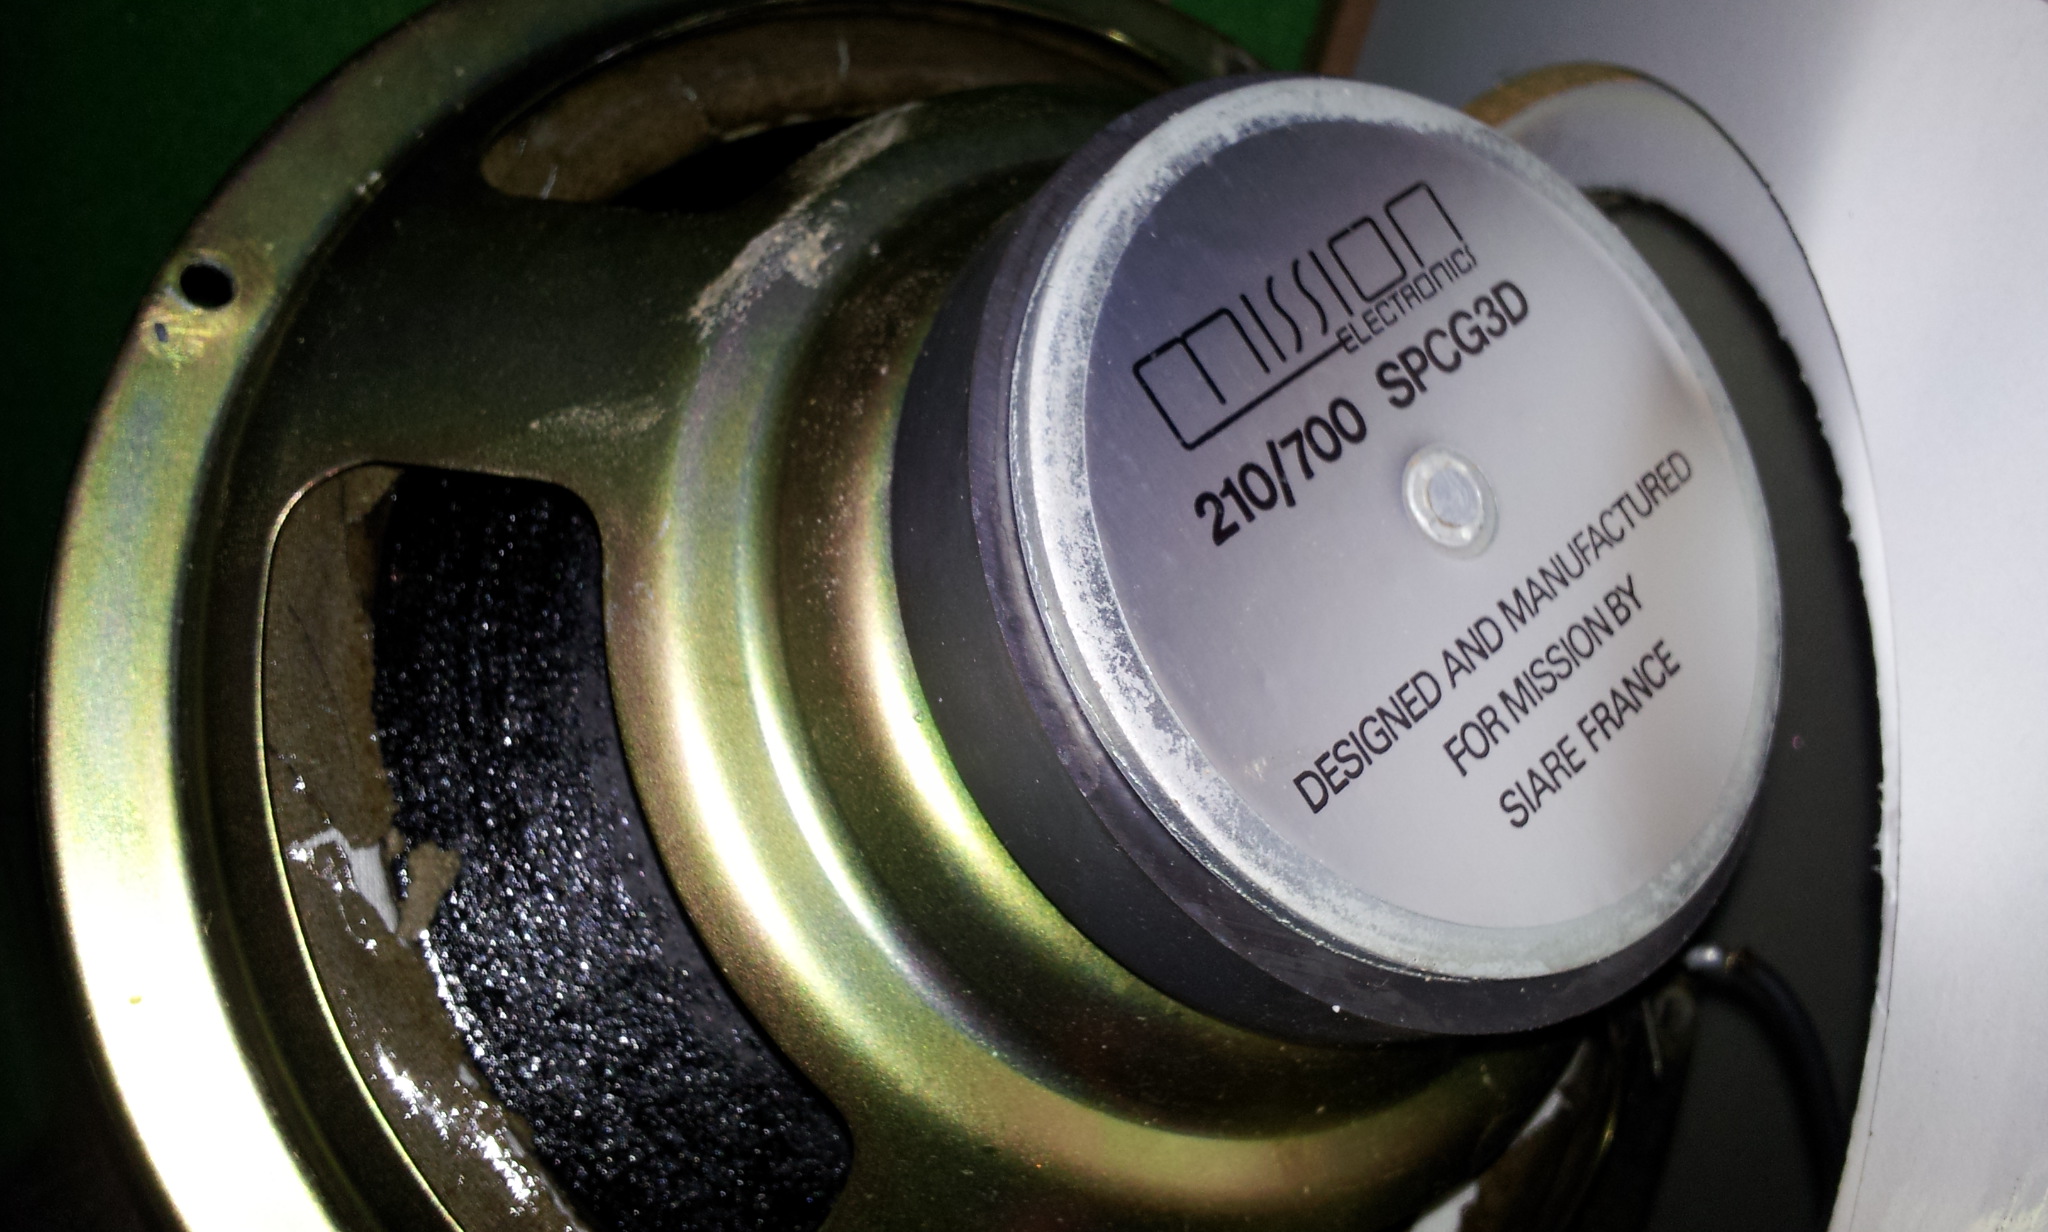 mission
ELECTRONICS
210/700 SPCG3D
DESIGNED AND MANUFACTURED
FOR MISSION BY
SIARE FRANCE